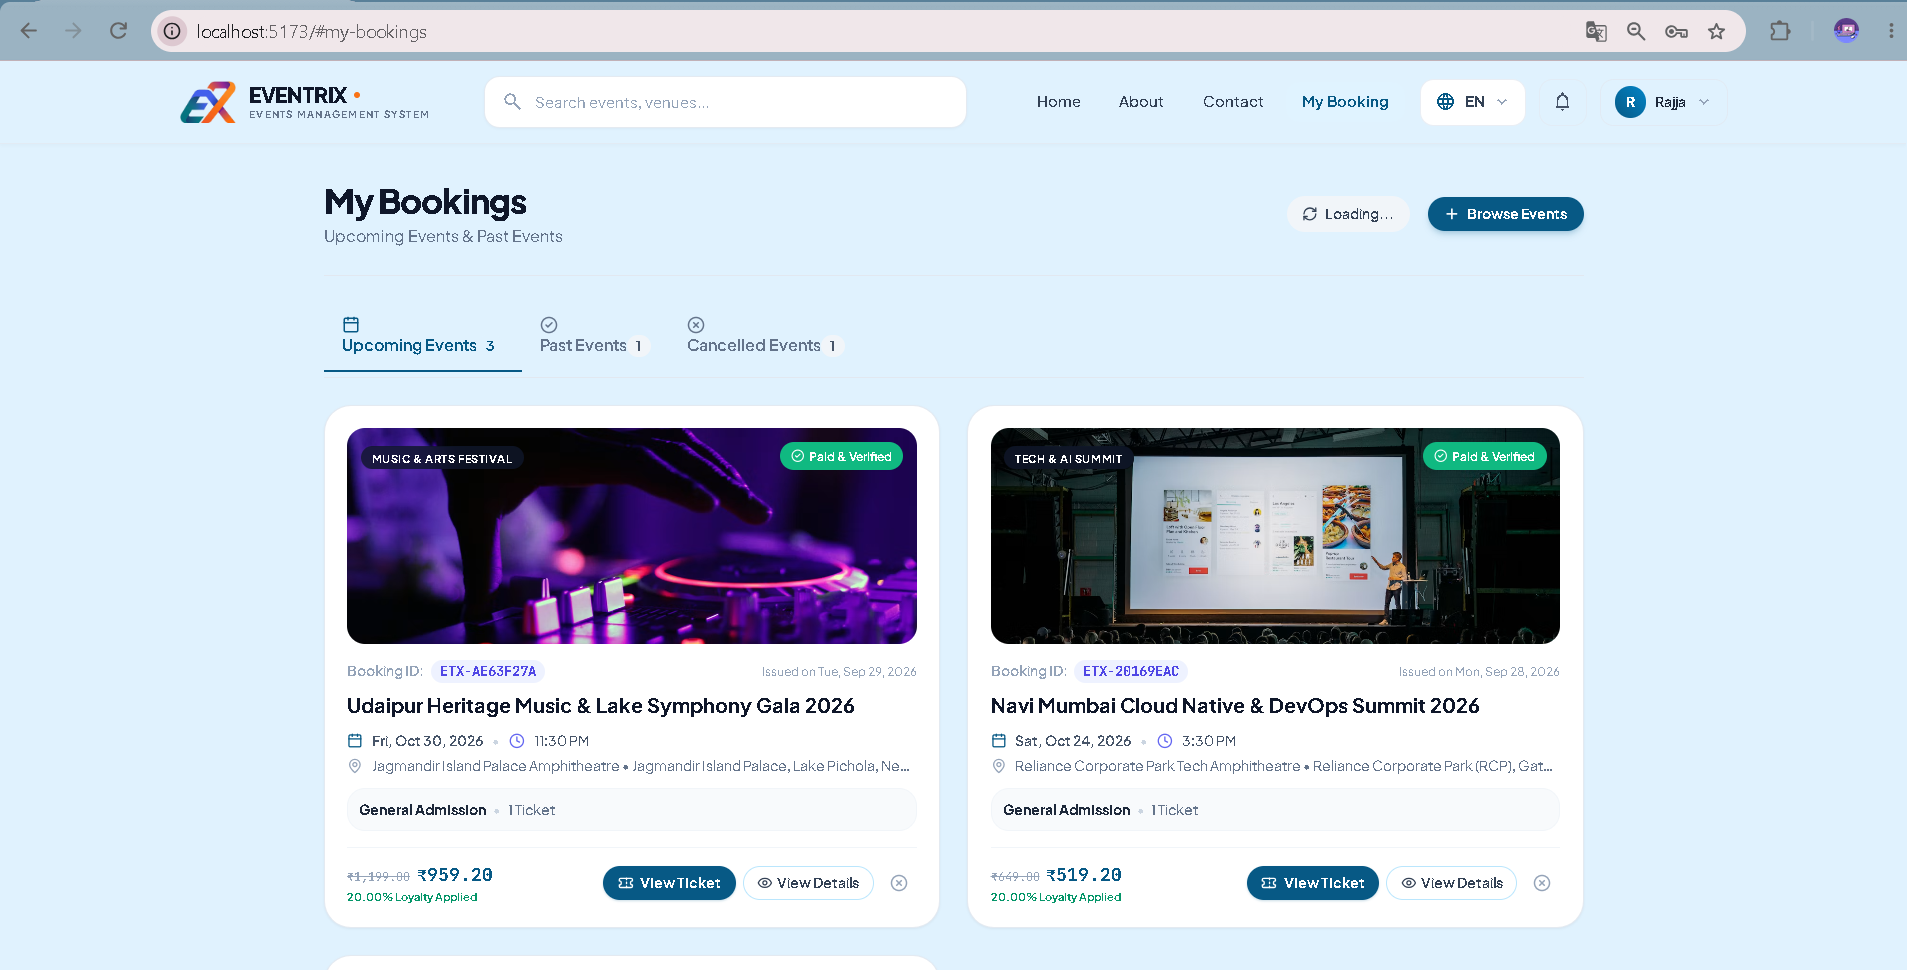 localhost:5173/#my-bookings
EVENTRIX
EVENTS MANAGEMENT SYSTEM
Search events, venues...
Home
About
Contact
My Booking
EN
R
Rajja
My Bookings
Upcoming Events & Past Events
Loading...
Browse Events
Upcoming Events 3
Past Events 1
Cancelled Events 1
MUSIC & ARTS FESTIVAL
Paid & Verified
Booking ID: ETX-AE63F27A
Issued on Tue, Sep 29, 2026
Udaipur Heritage Music & Lake Symphony Gala 2026
Fri, Oct 30, 2026 • 11:30 PM
Jagmandir Island Palace Amphitheatre • Jagmandir Island Palace, Lake Pichola, Ne...
General Admission • 1 Ticket
₹1,199.00 ₹959.20
20.00% Loyalty Applied
View Ticket
View Details
TECH & AI SUMMIT
Paid & Verified
Booking ID: ETX-20169EAC
Issued on Mon, Sep 28, 2026
Navi Mumbai Cloud Native & DevOps Summit 2026
Sat, Oct 24, 2026 • 3:30 PM
Reliance Corporate Park Tech Amphitheatre • Reliance Corporate Park (RCP), Gat...
General Admission • 1 Ticket
₹649.00 ₹519.20
20.00% Loyalty Applied
View Ticket
View Details